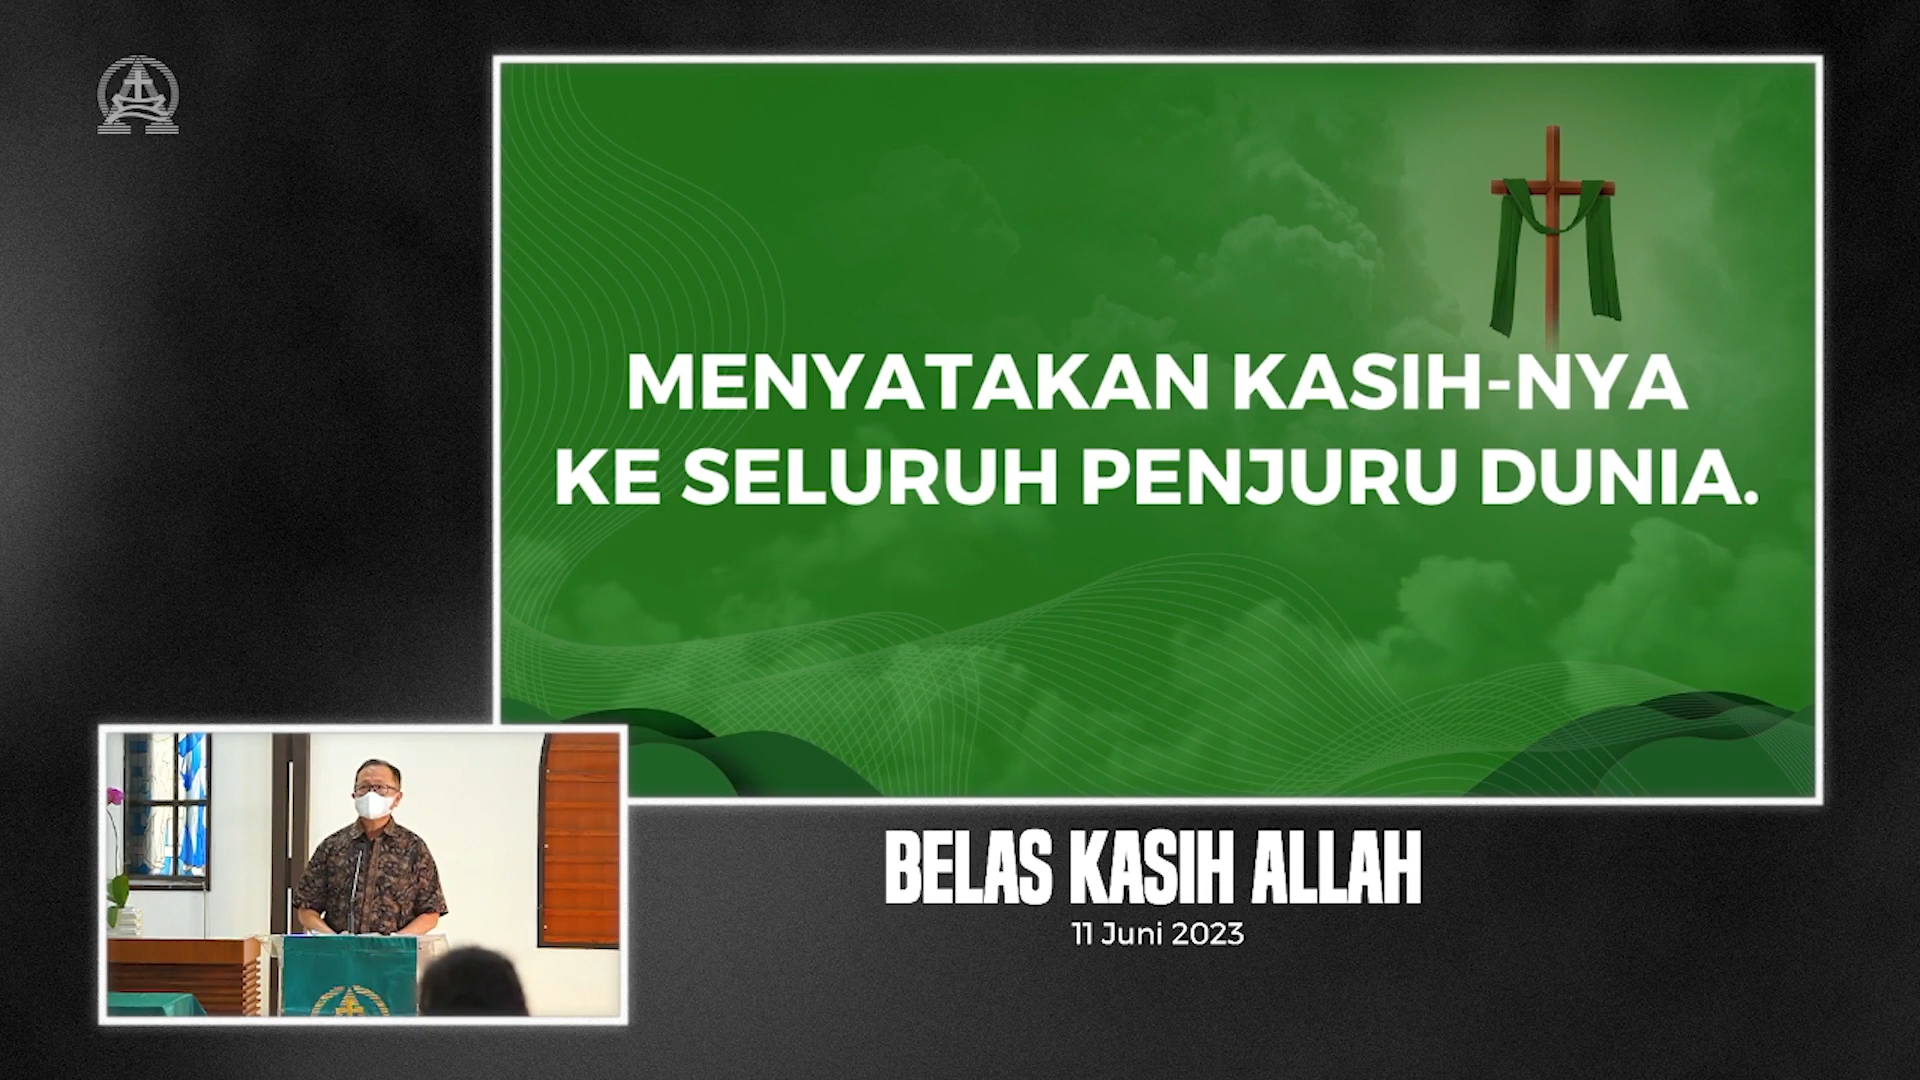 MENYATAKAN KASIH-NYA
KE SELURUH PENJURU DUNIA.
BELAS KASIH ALLAH
11 Juni 2023